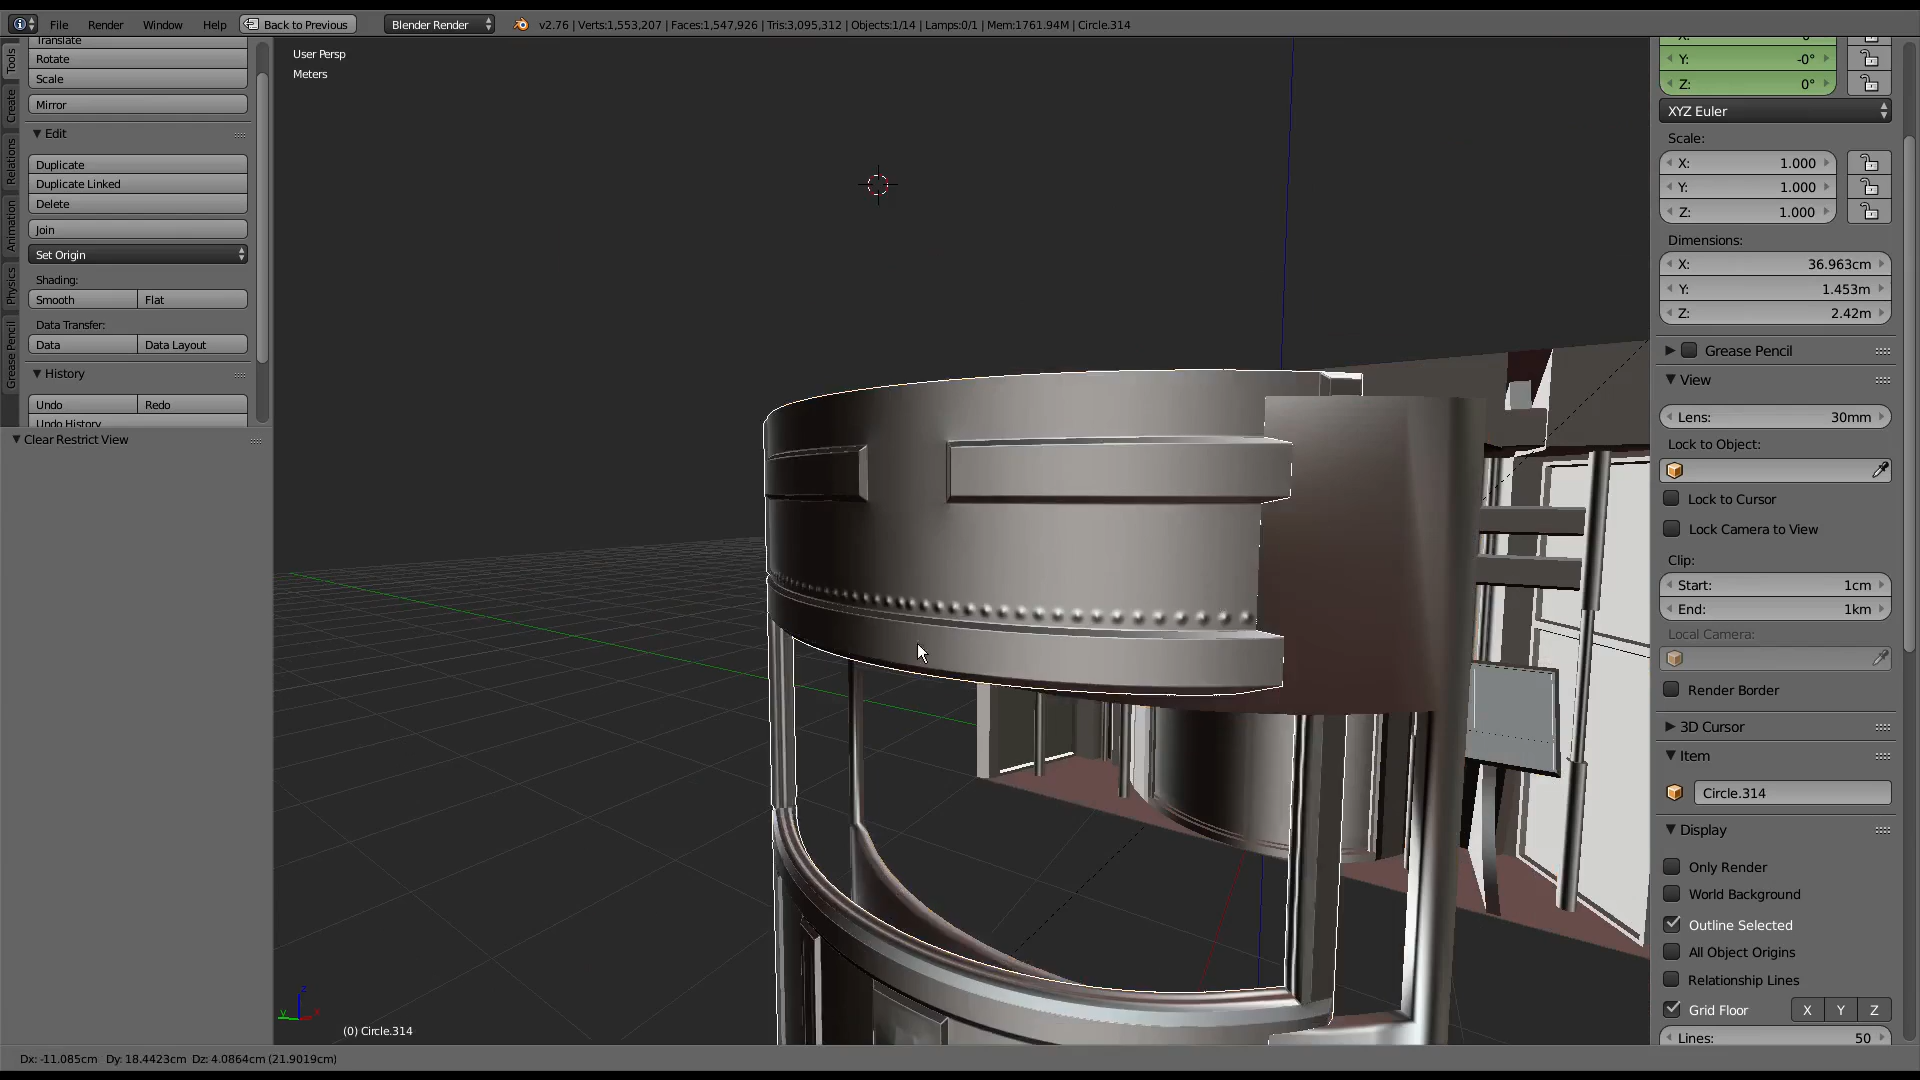 File Render Window Help Back to Previous Blender Render v2.76 | Verts:1,553,207 | Faces:1,547,926 | Tris:3,095,312 | Objects:1/14 | Lamps:0/1 | Mem:1761.94M | Circle.314
Tools
Create
Relations
Animation
Physics
Grease Pencil
Translate
Rotate
Scale
Mirror
Edit
Duplicate
Duplicate Linked
Delete
Join
Set Origin
Shading:
Smooth Flat
Data Transfer:
Data Data Layout
History
Undo Redo
Undo History
Clear Restrict View
User Persp
Meters
z
y x
(0) Circle.314
Y: -0°
Z: 0°
XYZ Euler
Scale:
X: 1.000
Y: 1.000
Z: 1.000
Dimensions:
X: 36.963cm
Y: 1.453m
Z: 2.42m
Grease Pencil
View
Lens: 30mm
Lock to Object:
Lock to Cursor
Lock Camera to View
Clip:
Start: 1cm
End: 1km
Local Camera:
Render Border
3D Cursor
Item
Circle.314
Display
Only Render
World Background
Outline Selected
All Object Origins
Relationship Lines
Grid Floor X Y Z
Lines: 50
Dx: -11.085cm Dy: 18.4423cm Dz: 4.0864cm (21.9019cm)